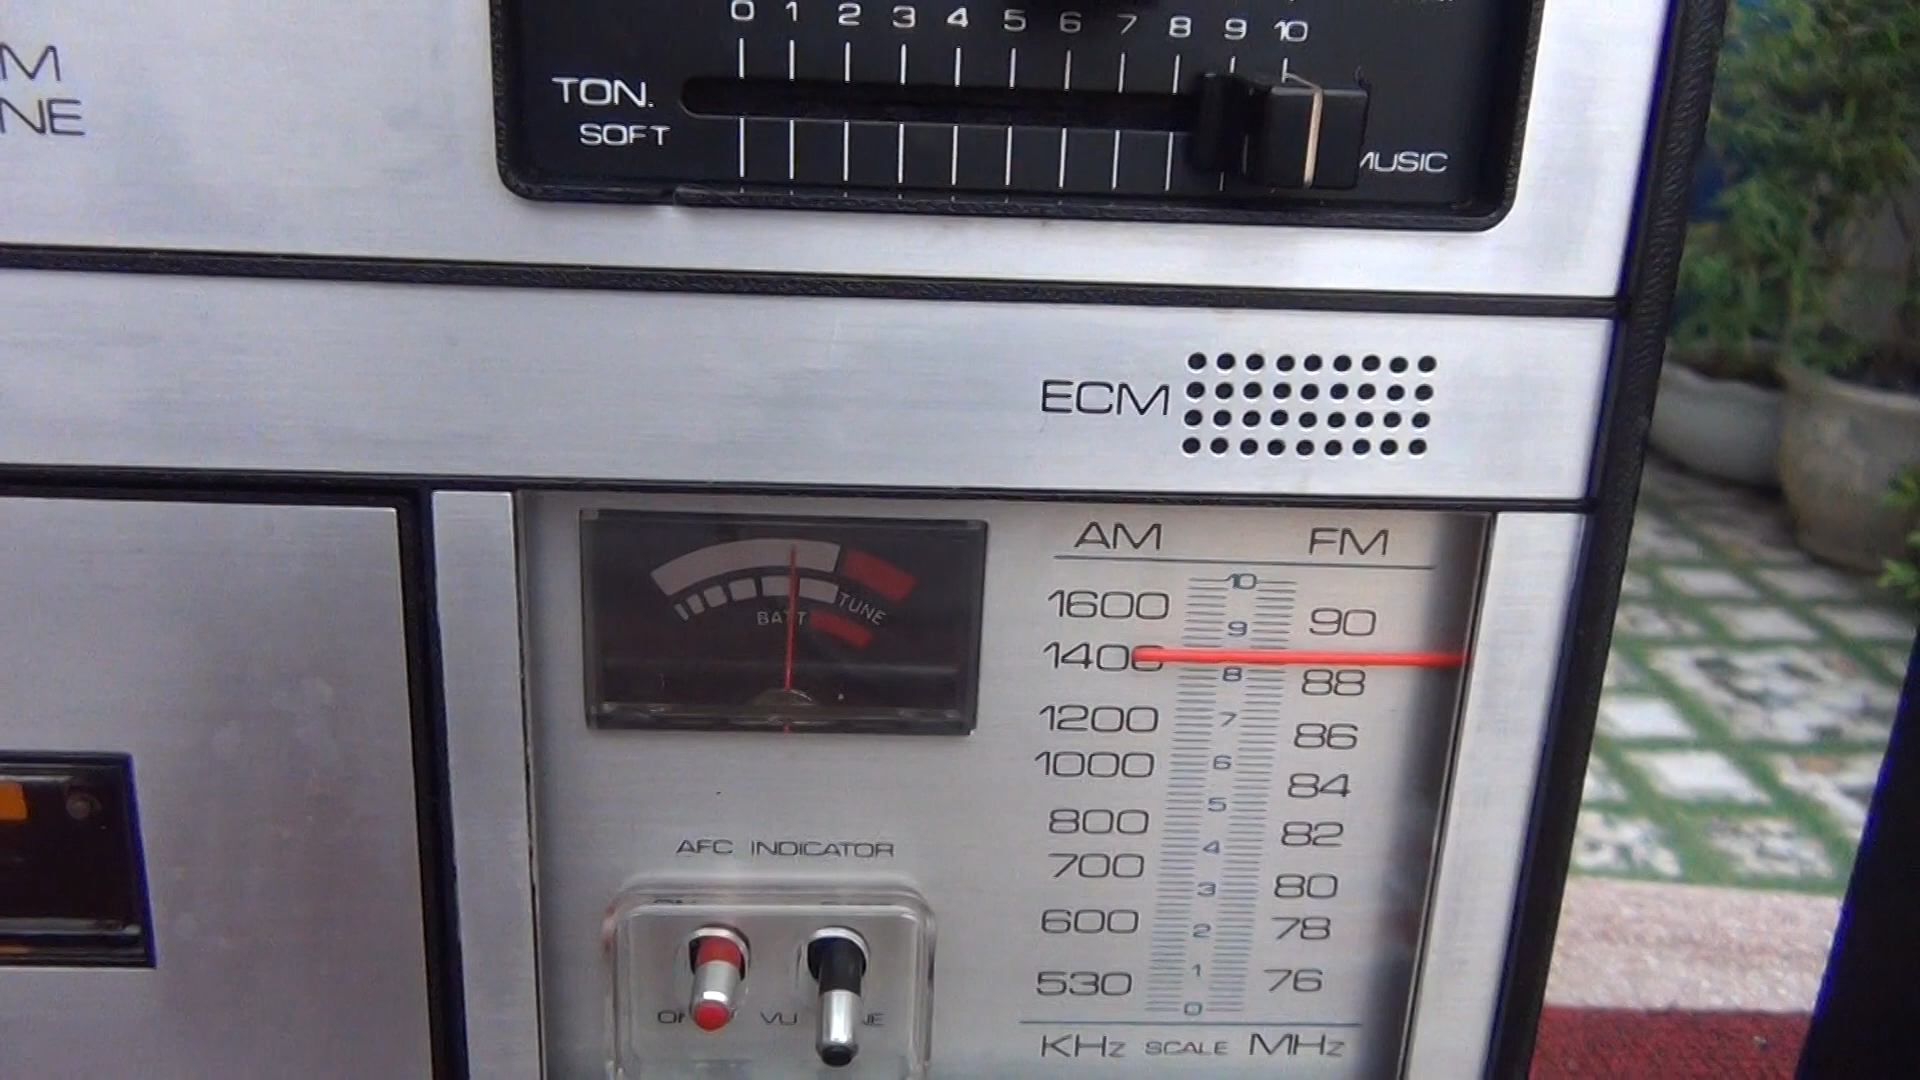 M
NE
0 1 2 3 4 5 6 7 8 9 10
TON.
SOFT
MUSIC
ECM
TUNE
BATT
AM FM
10
1600 90
9
1400
8 88
1200 7 86
1000 6 84
5
800 82
4
700 3 80
600 2 78
530 1 76
0
KHz SCALE MHz
AFC INDICATOR
VU